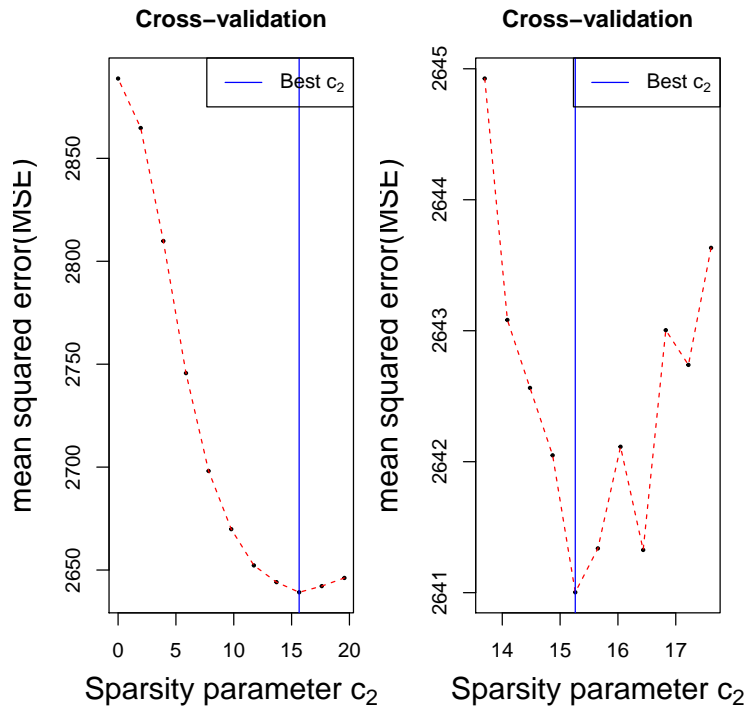 Cross−validation
Best c2
mean squared error(MSE)
2850
2800
2750
2700
2650
0 5 10 15 20
Sparsity parameter c2
Cross−validation
Best c2
mean squared error(MSE)
2645
2644
2643
2642
2641
14 15 16 17
Sparsity parameter c2